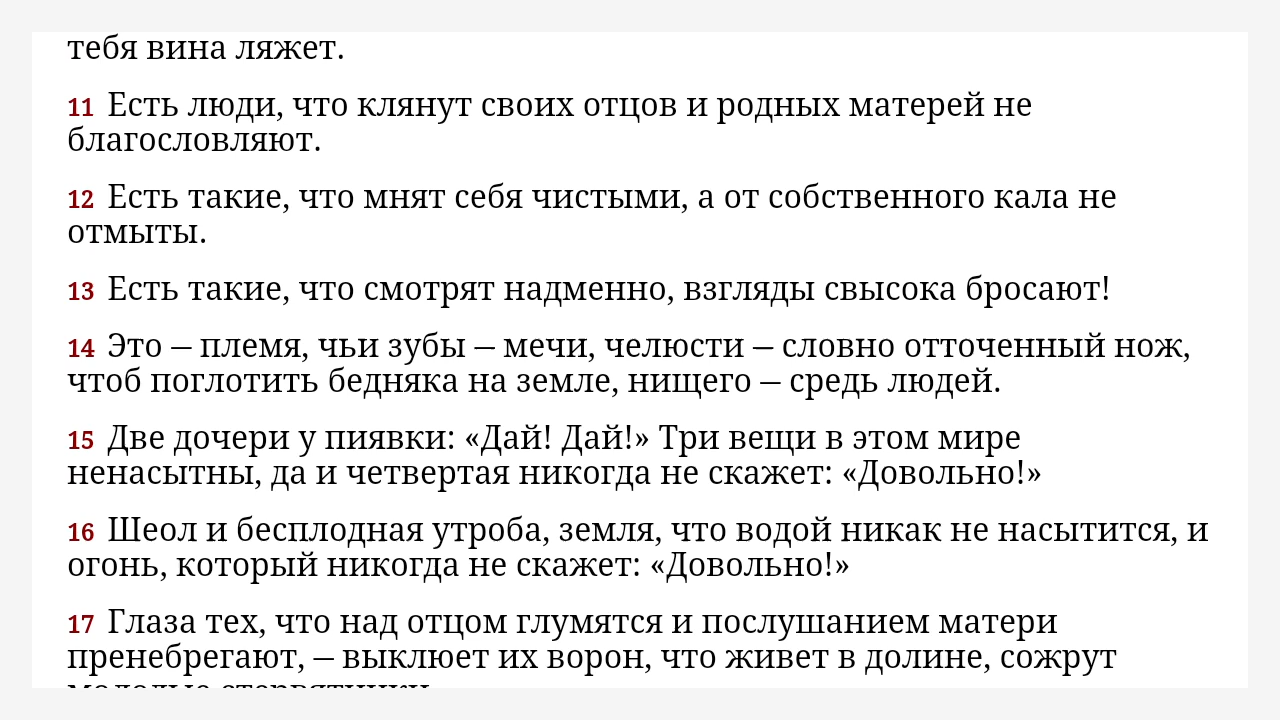 тебя вина ляжет.
11 Есть люди, что клянут своих отцов и родных матерей не
благословляют.
12 Есть такие, что мнят себя чистыми, а от собственного кала не
отмыты.
13 Есть такие, что смотрят надменно, взгляды свысока бросают!
14 Это – племя, чьи зубы – мечи, челюсти – словно отточенный нож,
чтоб поглотить бедняка на земле, нищего – средь людей.
15 Две дочери у пиявки: «Дай! Дай!» Три вещи в этом мире
ненасытны, да и четвертая никогда не скажет: «Довольно!»
16 Шеол и бесплодная утроба, земля, что водой никак не насытится, и
огонь, который никогда не скажет: «Довольно!»
17 Глаза тех, что над отцом глумятся и послушанием матери
пренебрегают, – выклюет их ворон, что живет в долине, сожрут